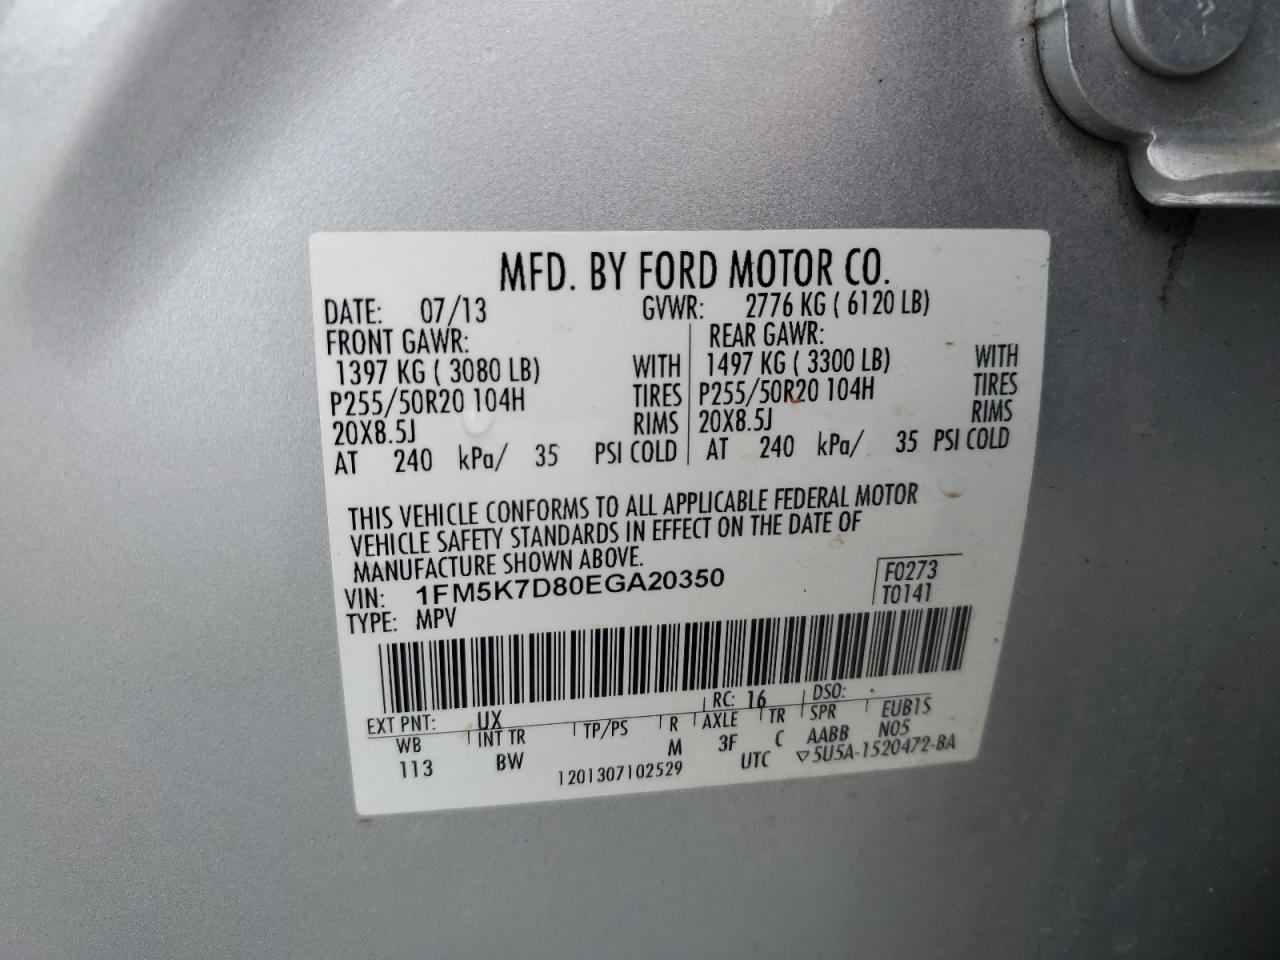 MFD. BY FORD MOTOR CO.
DATE: 07/13 GVWR: 2776 KG ( 6120 LB)
FRONT GAWR: REAR GAWR:
1397 KG ( 3080 LB) WITH 1497 KG ( 3300 LB) WITH
P255/50R20 104H TIRES P255/50R20 104H TIRES
20X8.5J RIMS 20X8.5J RIMS
AT 240 kPa/ 35 PSI COLD AT 240 kPa/ 35 PSI COLD
THIS VEHICLE CONFORMS TO ALL APPLICABLE FEDERAL MOTOR
VEHICLE SAFETY STANDARDS IN EFFECT ON THE DATE OF
MANUFACTURE SHOWN ABOVE.
VIN: 1FM5K7D80EGA20350 F0273
TYPE: MPV T0141
EXT PNT: UX RC: 16 DSO:
WB INT TR TP/PS R AXLE TR SPR EUB1S
113 BW M 3F C AABB N05
1201307102529 UTC ▽5U5A-1520472-BA